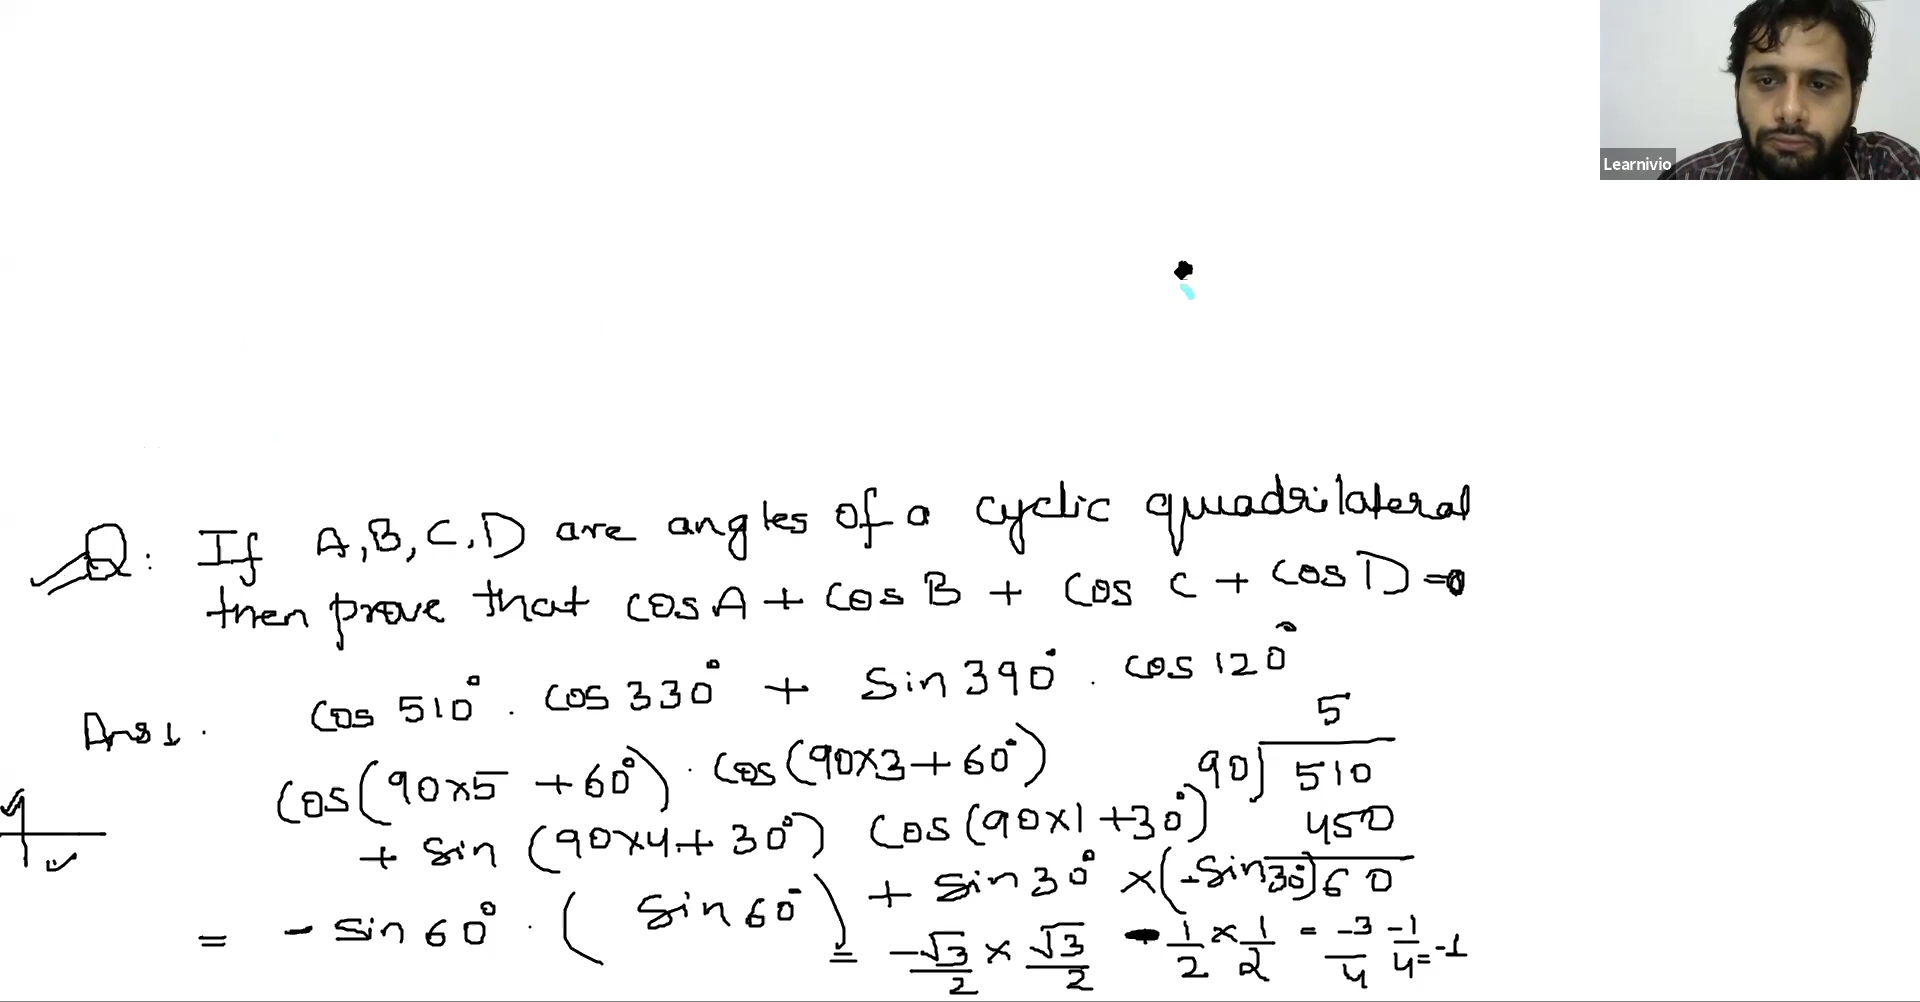 Learnivio
Q: If A, B, C, D are angles of a cyclic quadrilateral
then prove that cos A + cos B + cos C + cos D = 0
Ans 1. cos 510° . cos 330° + sin 390° . cos 120°
cos(90×5 + 60°) . cos(90×3 + 60°)
+ sin (90×4 + 30°) cos (90×1 + 30°)
5
90) 510
450
60
= - sin 60° . ( sin 60° ) + sin 30° × (-sin 30°)
= -√3/2 × √3/2 - 1/2 × 1/2 = -3/4 -1/4 = -1